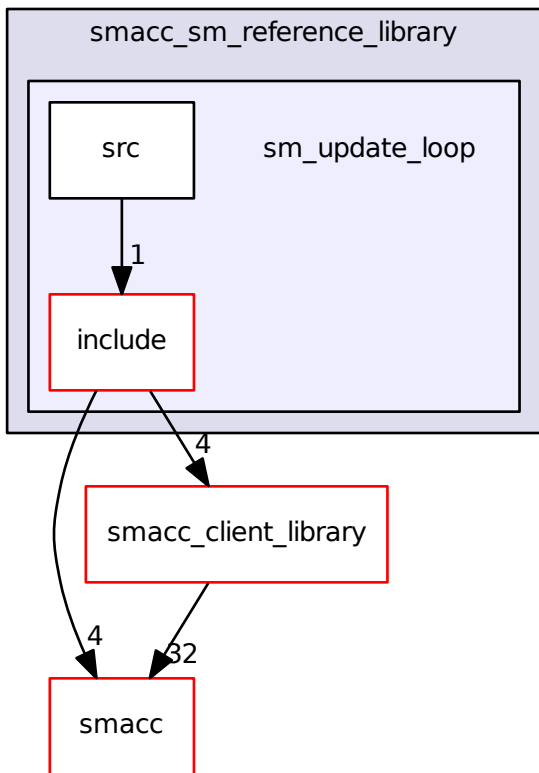 smacc_sm_reference_library
src
sm_update_loop
1
include
4
smacc_client_library
4
32
smacc